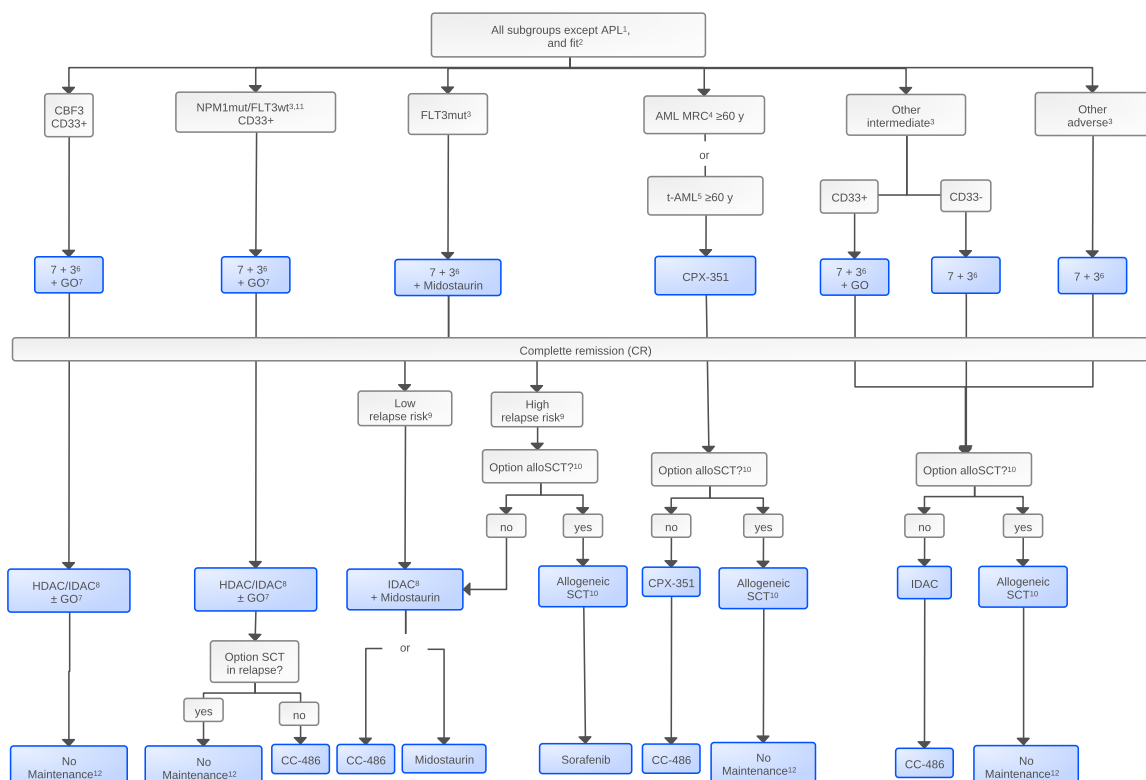 All subgroups except APL¹,
and fit²
CBF3
CD33+
NPM1mut/FLT3wt³,¹¹
CD33+
FLT3mut³
AML MRC⁴ ≥60 y
or
t-AML⁵ ≥60 y
Other
intermediate³
Other
adverse³
CD33+
CD33-
7 + 3⁶
+ GO⁷
7 + 3⁶
+ GO⁷
7 + 3⁶
+ Midostaurin
CPX-351
7 + 3⁶
+ GO
7 + 3⁶
7 + 3⁶
Complette remission (CR)
Low
relapse risk⁹
High
relapse risk⁹
Option alloSCT?¹⁰
Option alloSCT?¹⁰
Option alloSCT?¹⁰
no
yes
no
yes
no
yes
HDAC/IDAC⁸
± GO⁷
HDAC/IDAC⁸
± GO⁷
IDAC⁸
+ Midostaurin
Allogeneic
SCT¹⁰
CPX-351
Allogeneic
SCT¹⁰
IDAC
Allogeneic
SCT¹⁰
Option SCT
in relapse?
or
yes
no
No
Maintenance¹²
No
Maintenance¹²
CC-486
CC-486
Midostaurin
Sorafenib
CC-486
No
Maintenance¹²
CC-486
No
Maintenance¹²